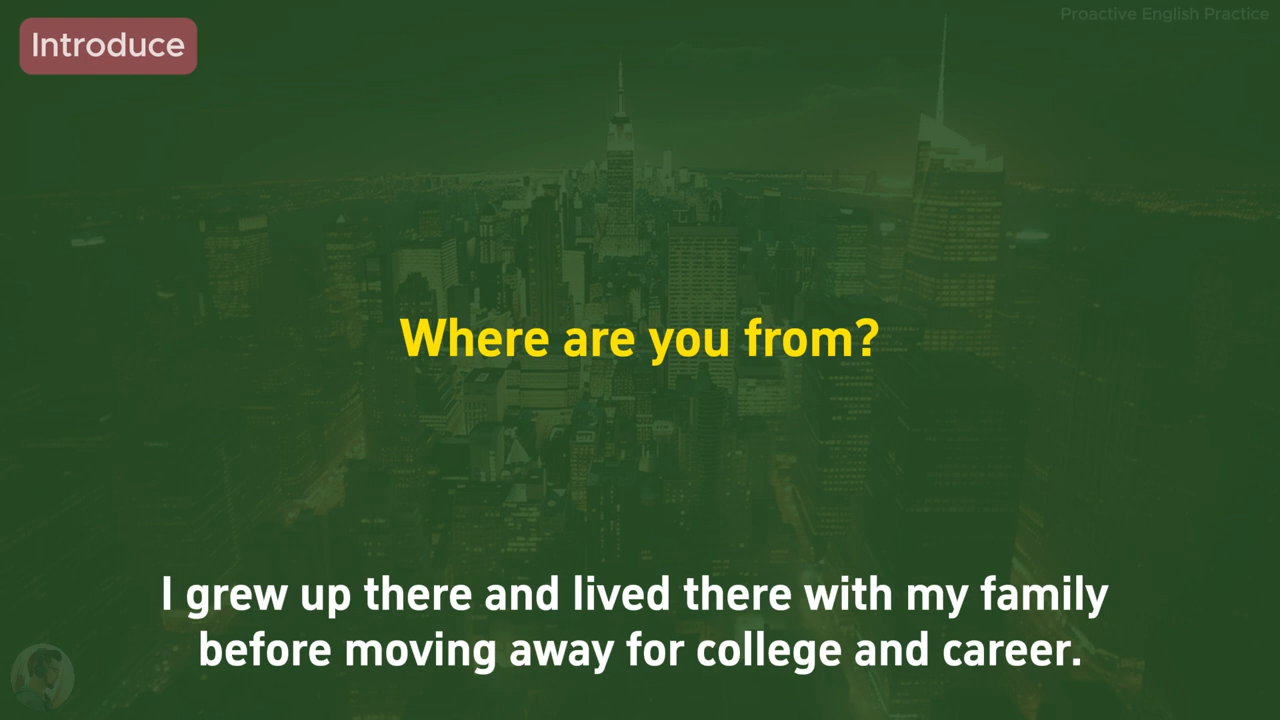 Introduce
Proactive English Practice
Where are you from?
I grew up there and lived there with my family
before moving away for college and career.